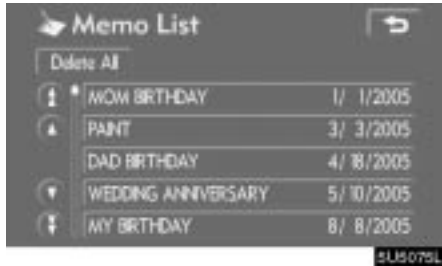 Memo List
Delete All
MOM BIRTHDAY 1/ 1/2005
PAINT 3/ 3/2005
DAD BIRTHDAY 4/ 18/2005
WEDDING ANNIVERSARY 5/ 10/2005
MY BIRTHDAY 8/ 8/2005
SUS075L